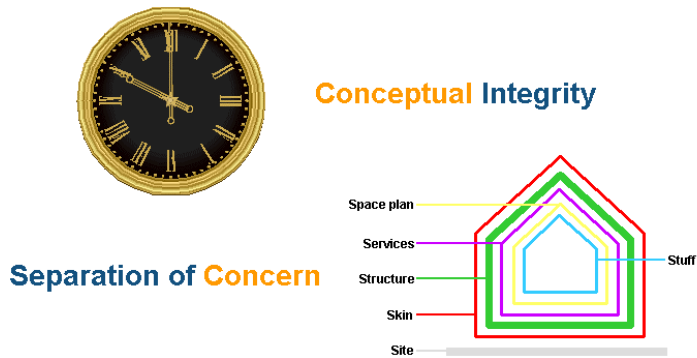 Conceptual Integrity
Space plan
Services
Stuff
Separation of Concern
Structure
Skin
Site